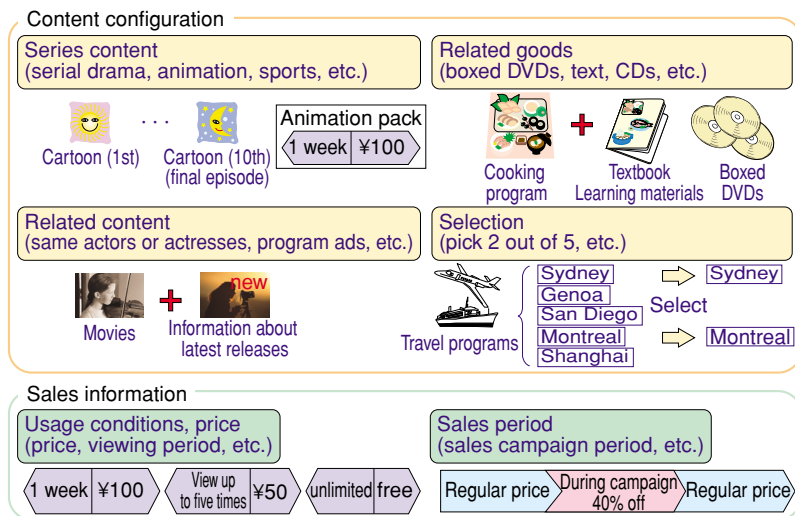 Content configuration
Series content
(serial drama, animation, sports, etc.)
Cartoon (1st)
. . .
Cartoon (10th)
(final episode)
Animation pack
1 week ¥100
Related goods
(boxed DVDs, text, CDs, etc.)
Cooking
program
Textbook
Learning materials
Boxed
DVDs
Related content
(same actors or actresses, program ads, etc.)
Movies
new
Information about
latest releases
Selection
(pick 2 out of 5, etc.)
Travel programs
Sydney
Genoa
San Diego
Montreal
Shanghai
Select
Sydney
Montreal
Sales information
Usage conditions, price
(price, viewing period, etc.)
1 week ¥100
View up
to five times ¥50
unlimited free
Sales period
(sales campaign period, etc.)
Regular price
During campaign
40% off
Regular price